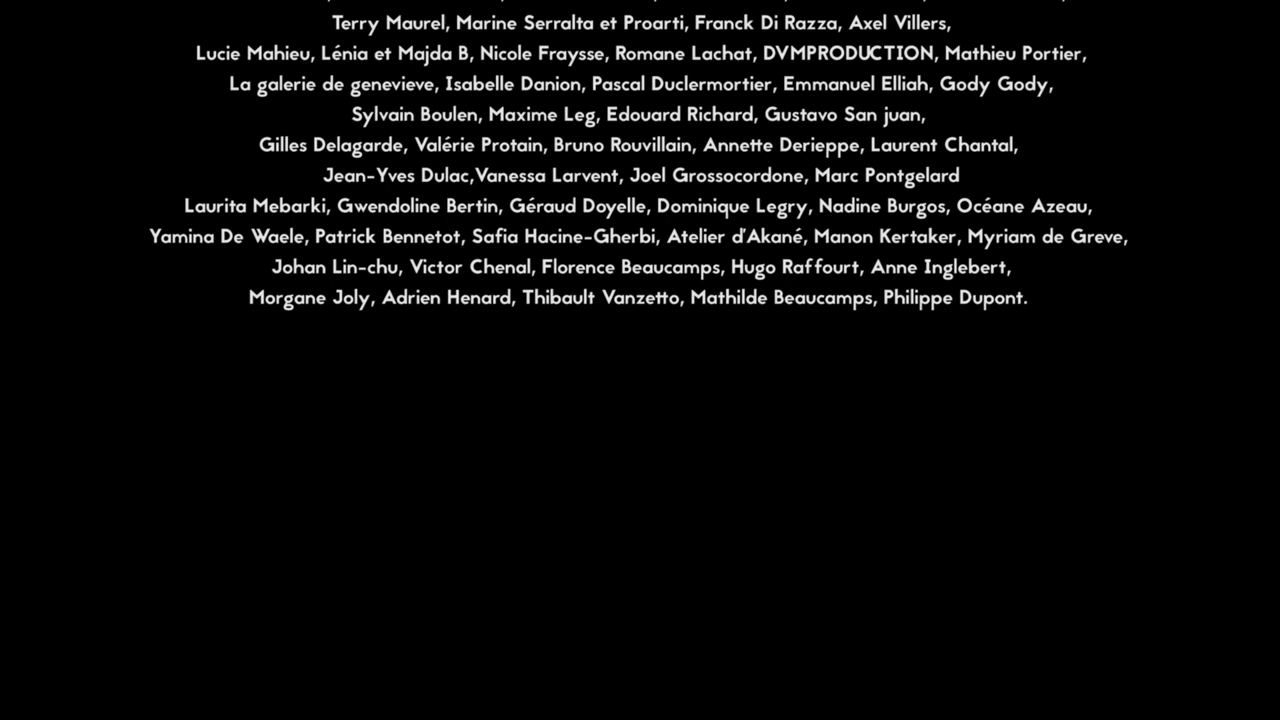 Terry Maurel, Marine Serralta et Proarti, Franck Di Razza, Axel Villers,
Lucie Mahieu, Lénia et Majda B, Nicole Fraysse, Romane Lachat, DVMPRODUCTION, Mathieu Portier,
La galerie de genevieve, Isabelle Danion, Pascal Duclermortier, Emmanuel Elliah, Gody Gody,
Sylvain Boulen, Maxime Leg, Edouard Richard, Gustavo San juan,
Gilles Delagarde, Valérie Protain, Bruno Rouvillain, Annette Derieppe, Laurent Chantal,
Jean-Yves Dulac,Vanessa Larvent, Joel Grossocordone, Marc Pontgelard
Laurita Mebarki, Gwendoline Bertin, Géraud Doyelle, Dominique Legry, Nadine Burgos, Océane Azeau,
Yamina De Waele, Patrick Bennetot, Safia Hacine-Gherbi, Atelier d'Akané, Manon Kertaker, Myriam de Greve,
Johan Lin-chu, Victor Chenal, Florence Beaucamps, Hugo Raffourt, Anne Inglebert,
Morgane Joly, Adrien Henard, Thibault Vanzetto, Mathilde Beaucamps, Philippe Dupont.